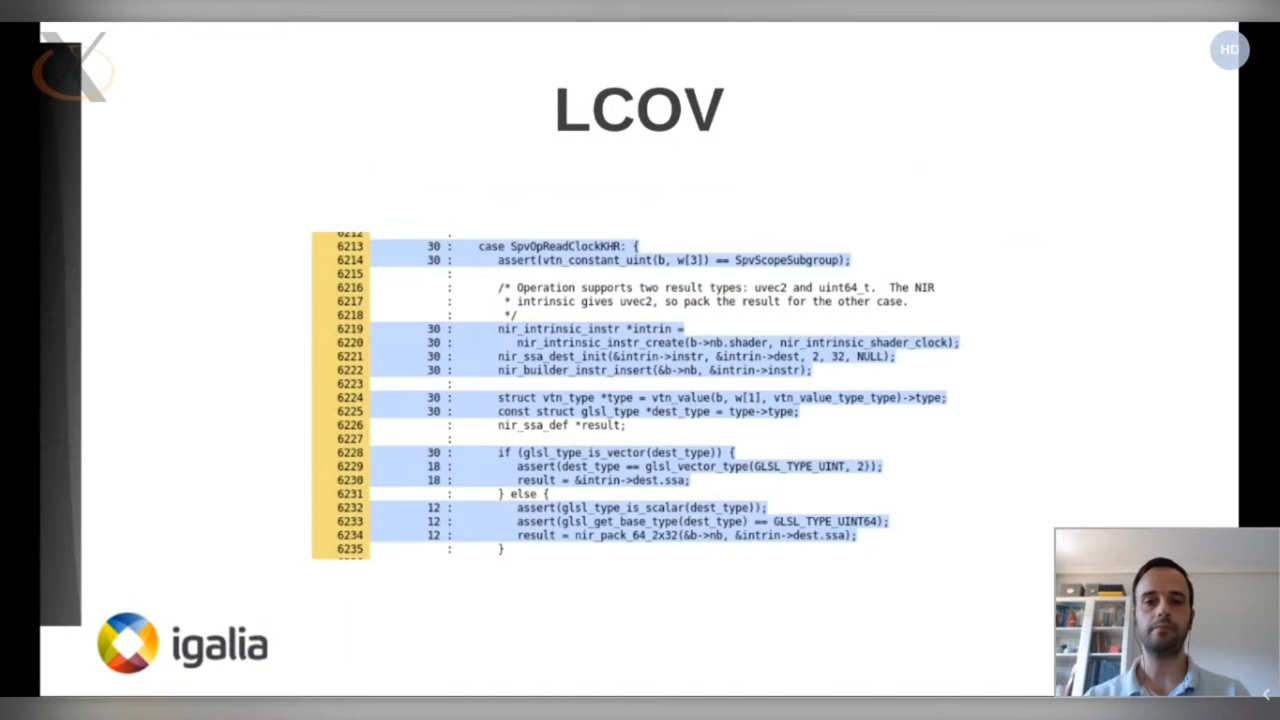 HD
LCOV
6212 :
6213 30 : case SpvOpReadClockKHR: {
6214 30 : assert(vtn_constant_uint(b, w[3]) == SpvScopeSubgroup);
6215 :
6216 : /* Operation supports two result types: uvec2 and uint64_t. The NIR
6217 : * intrinsic gives uvec2, so pack the result for the other case.
6218 : */
6219 30 : nir_intrinsic_instr *intrin =
6220 30 : nir_intrinsic_instr_create(b->nb.shader, nir_intrinsic_shader_clock);
6221 30 : nir_ssa_dest_init(&intrin->instr, &intrin->dest, 2, 32, NULL);
6222 30 : nir_builder_instr_insert(&b->nb, &intrin->instr);
6223 :
6224 30 : struct vtn_type *type = vtn_value(b, w[1], vtn_value_type_type)->type;
6225 30 : const struct glsl_type *dest_type = type->type;
6226 : nir_ssa_def *result;
6227 :
6228 30 : if (glsl_type_is_vector(dest_type)) {
6229 18 : assert(dest_type == glsl_vector_type(GLSL_TYPE_UINT, 2));
6230 18 : result = &intrin->dest.ssa;
6231 : } else {
6232 12 : assert(glsl_type_is_scalar(dest_type));
6233 12 : assert(glsl_get_base_type(dest_type) == GLSL_TYPE_UINT64);
6234 12 : result = nir_pack_64_2x32(&b->nb, &intrin->dest.ssa);
6235 : }
igalia